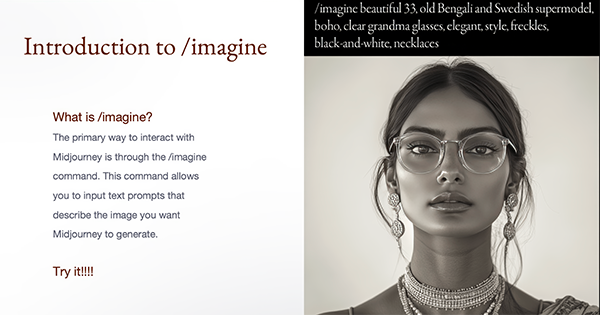 Introduction to /imagine
What is /imagine?
The primary way to interact with
Midjourney is through the /imagine
command. This command allows
you to input text prompts that
describe the image you want
Midjourney to generate.
Try it!!!!
/imagine beautiful 33, old Bengali and Swedish supermodel,
boho, clear grandma glasses, elegant, style, freckles,
black-and-white, necklaces